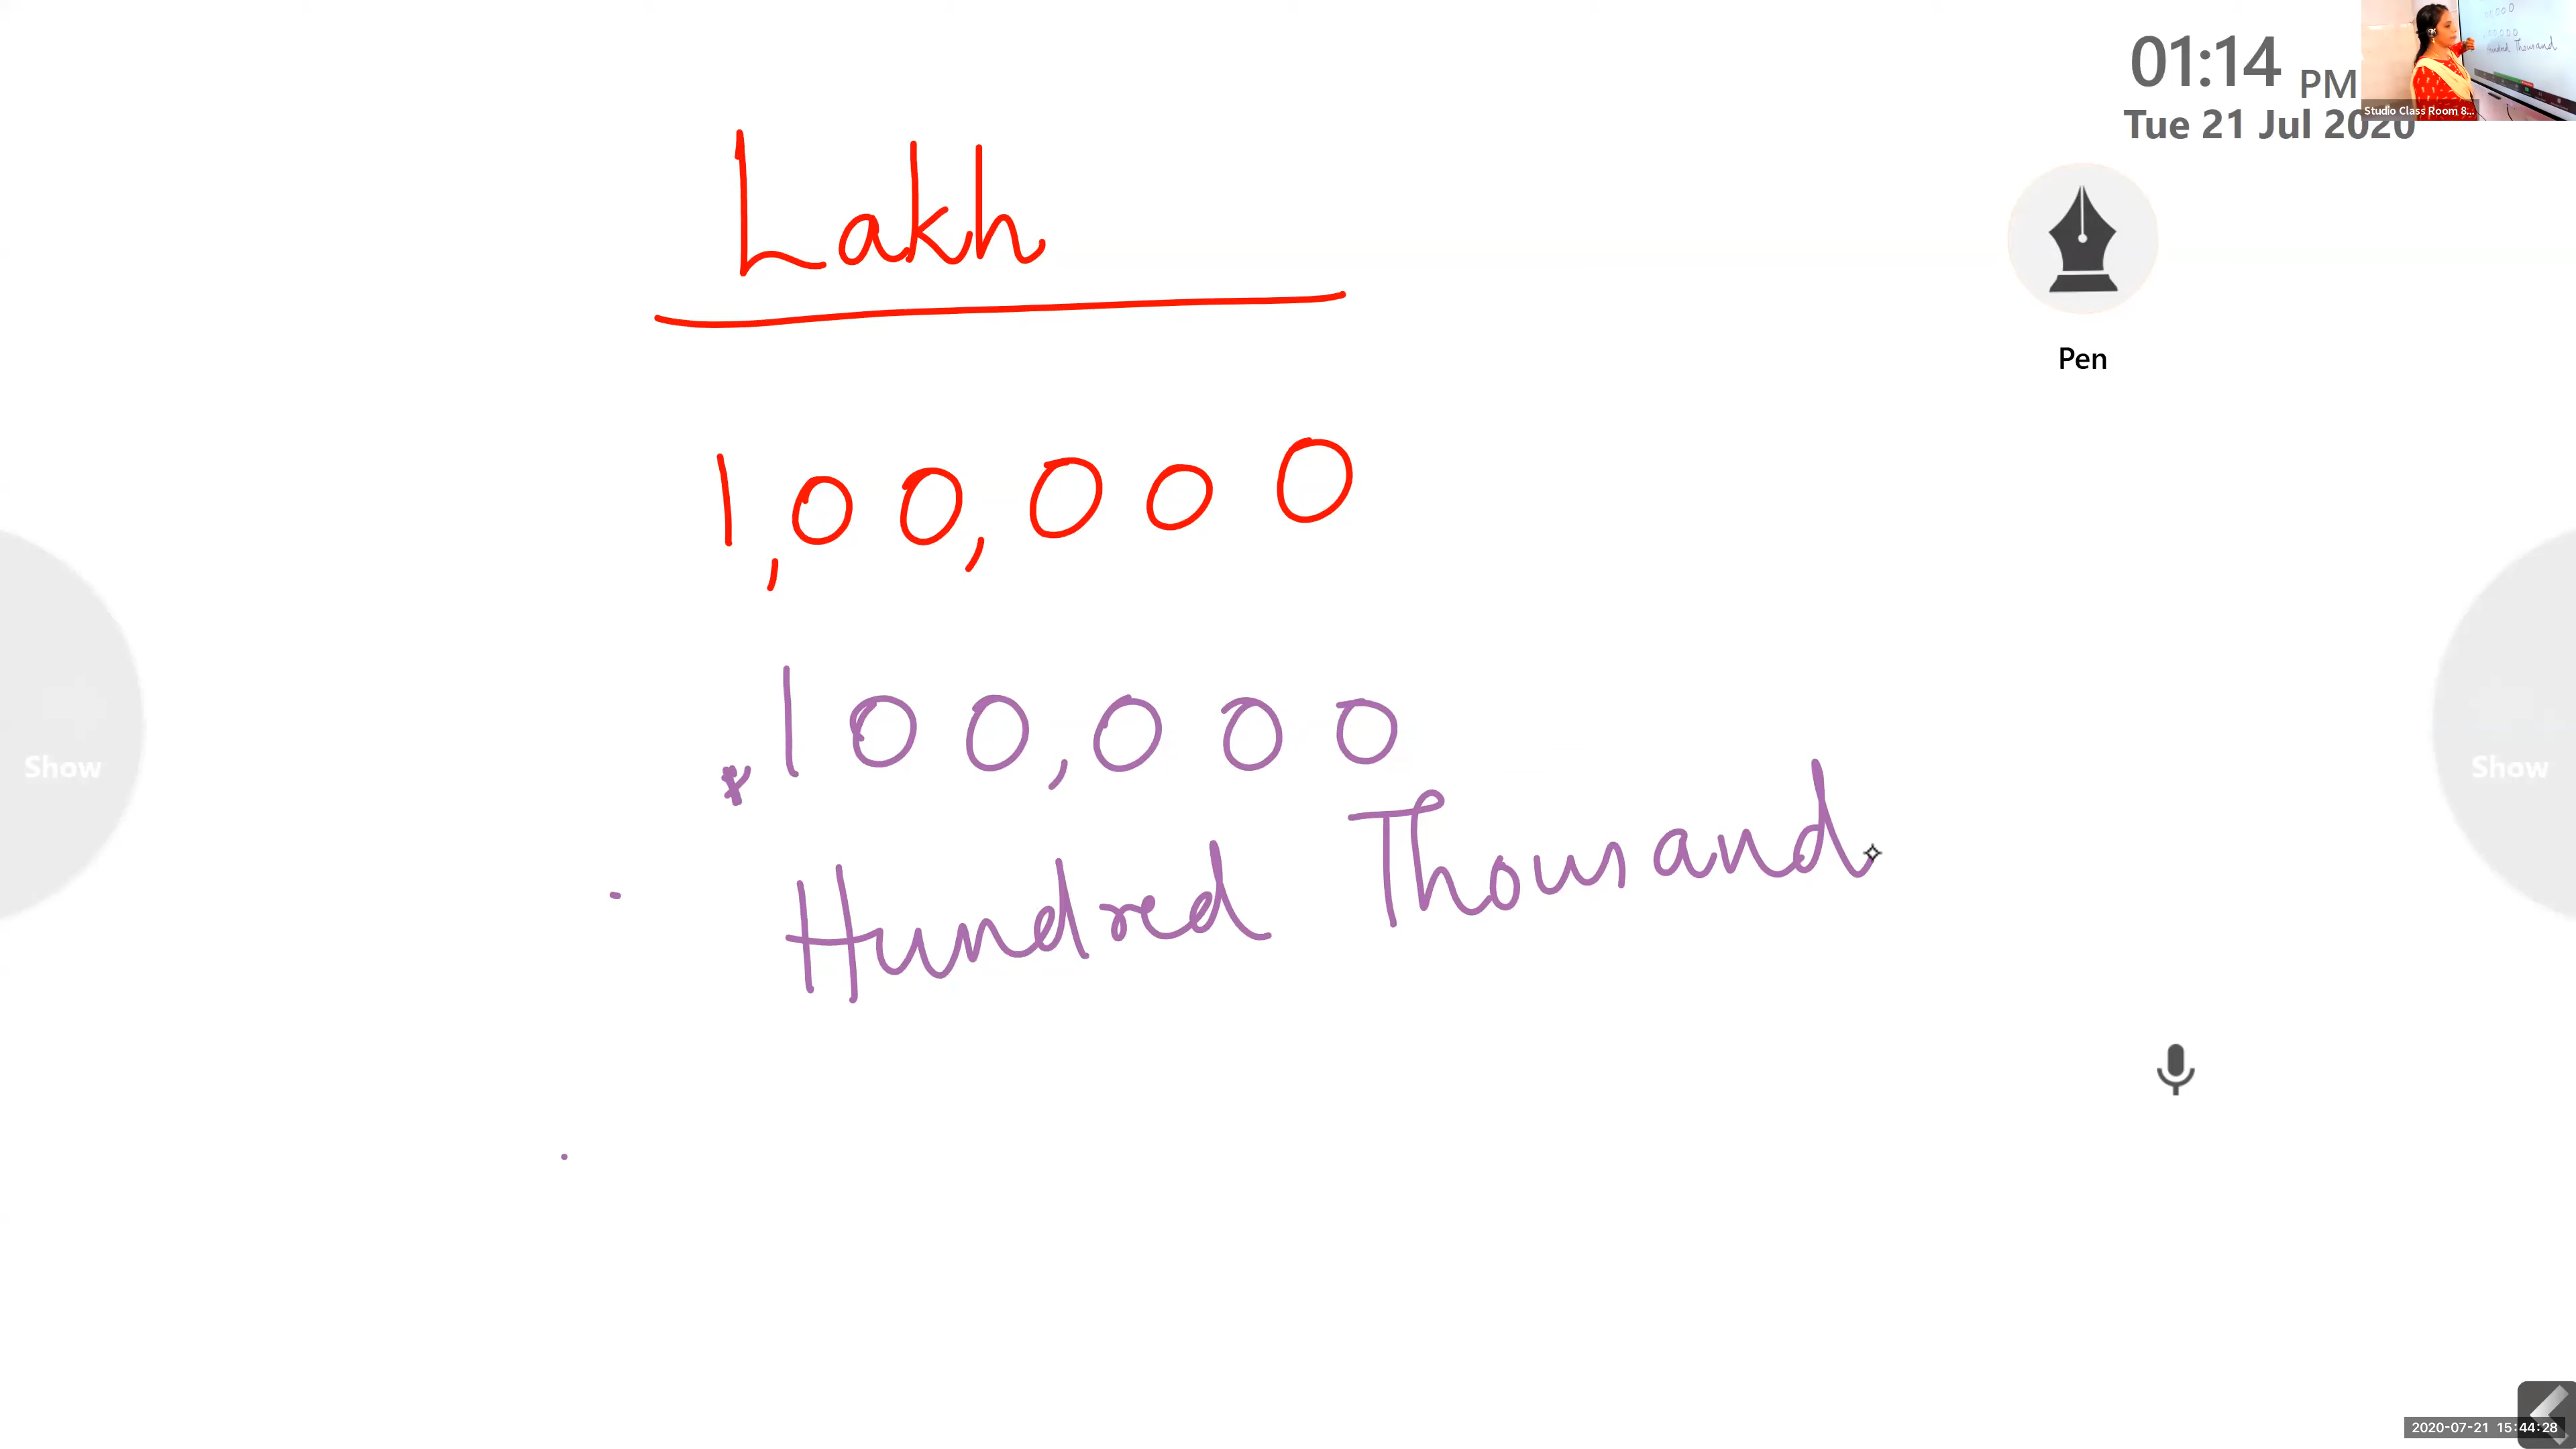 01:14 PM
Tue 21 Jul 2020
Studio Class Room 8...
Pen
Lakh
1,00,000
100,000
Hundred Thousand
Show
Show
2020-07-21 15:44:28